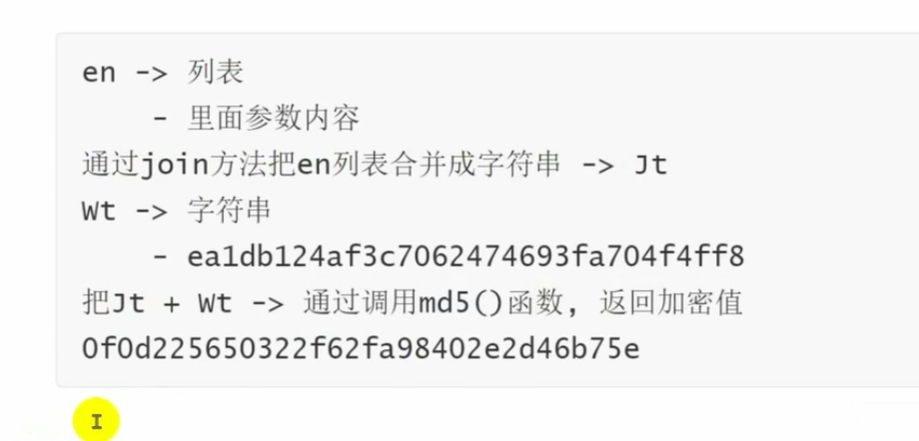 en -> 列表
- 里面参数内容
通过join方法把en列表合并成字符串 -> Jt
Wt -> 字符串
- ea1db124af3c7062474693fa704f4ff8
把Jt + Wt -> 通过调用md5()函数, 返回加密值
0f0d225650322f62fa98402e2d46b75e